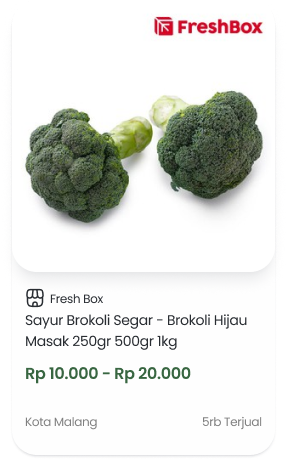 FreshBox
Fresh Box
Sayur Brokoli Segar - Brokoli Hijau
Masak 250gr 500gr 1kg
Rp 10.000 - Rp 20.000
Kota Malang
5rb Terjual